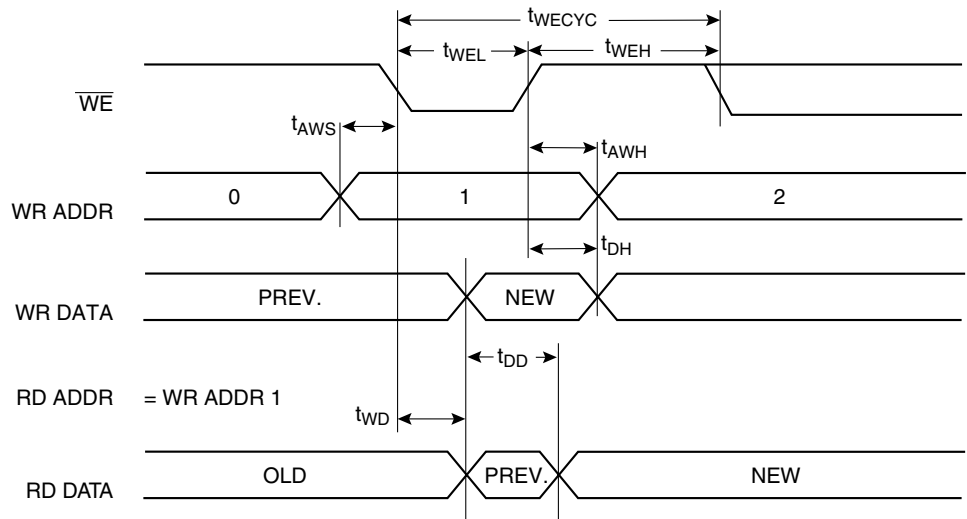 tWECYC
tWEL tWEH
WE
tAWS tAWH
WR ADDR 0 1 2
tDH
WR DATA PREV. NEW
tDD
RD ADDR = WR ADDR 1
tWD
RD DATA OLD PREV. NEW